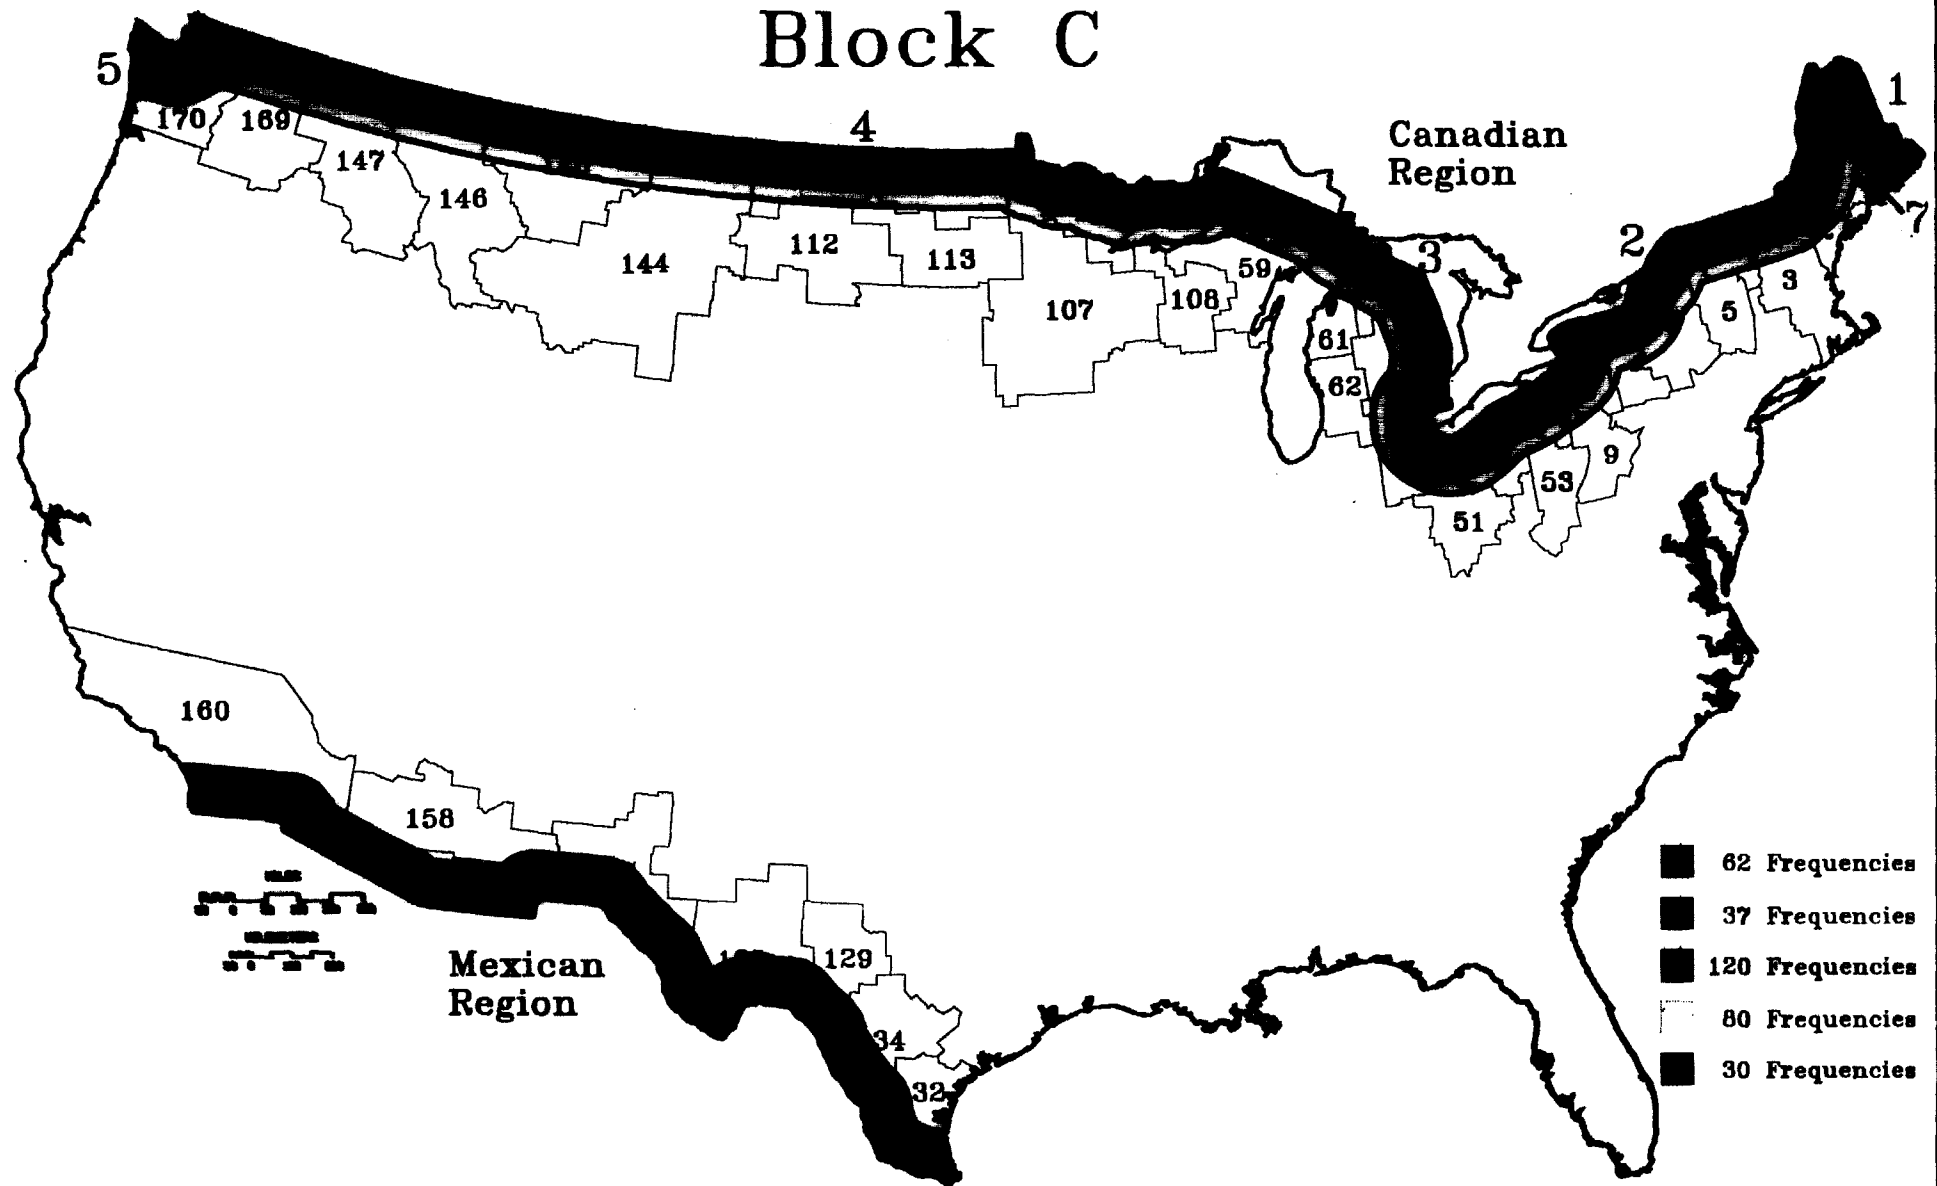 Block C
5
1
4
Canadian
Region
170
169
147
7
146
2
3
59
112
144
113
3
108
107
5
61
62
9
53
51
160
158
62 Frequencies
37 Frequencies
129
Mexican
Region
120 Frequencies
80 Frequencies
34
30 Frequencies
32